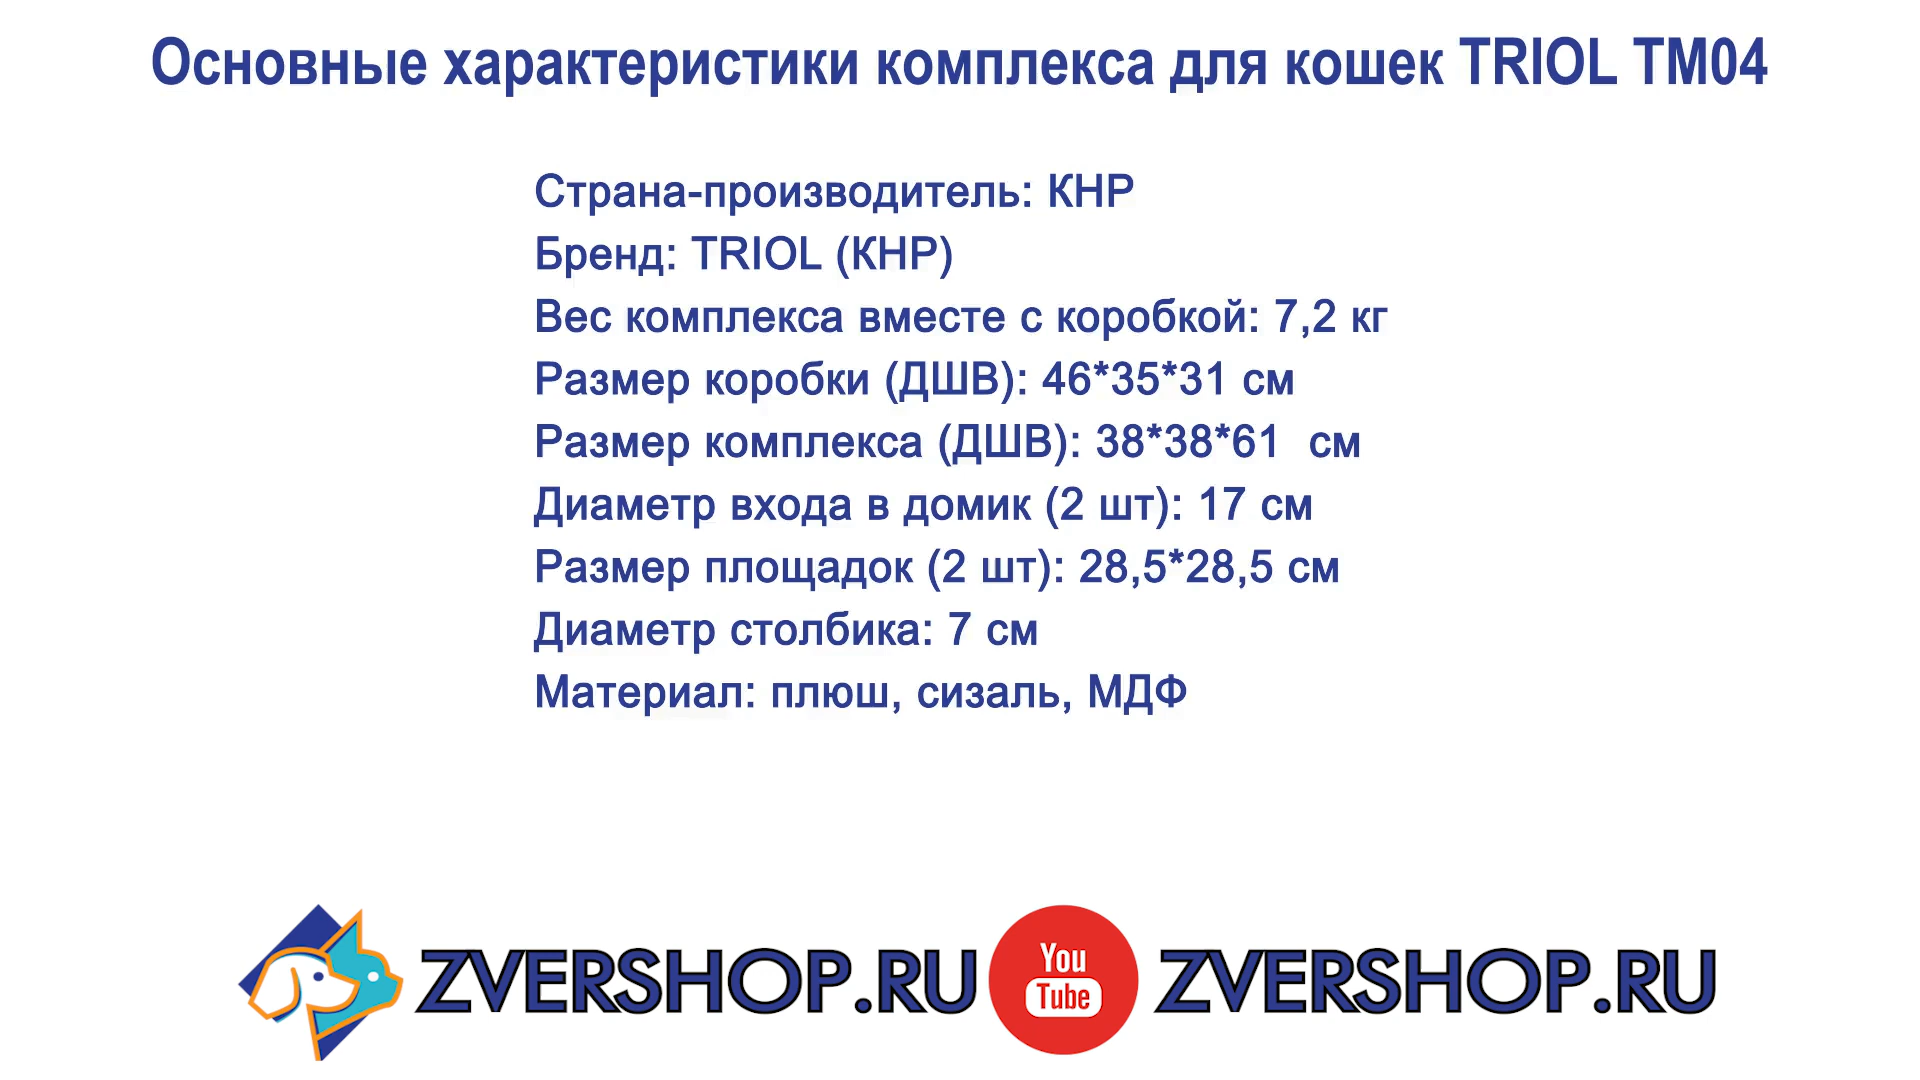 Основные характеристики комплекса для кошек TRIOL TM04
Страна-производитель: КНР
Бренд: TRIOL (КНР)
Вес комплекса вместе с коробкой: 7,2 кг
Размер коробки (ДШВ): 46*35*31 см
Размер комплекса (ДШВ): 38*38*61  см
Диаметр входа в домик (2 шт): 17 см
Размер площадок (2 шт): 28,5*28,5 см
Диаметр столбика: 7 см
Материал: плюш, сизаль, МДФ
ZVERSHOP.RU You Tube ZVERSHOP.RU